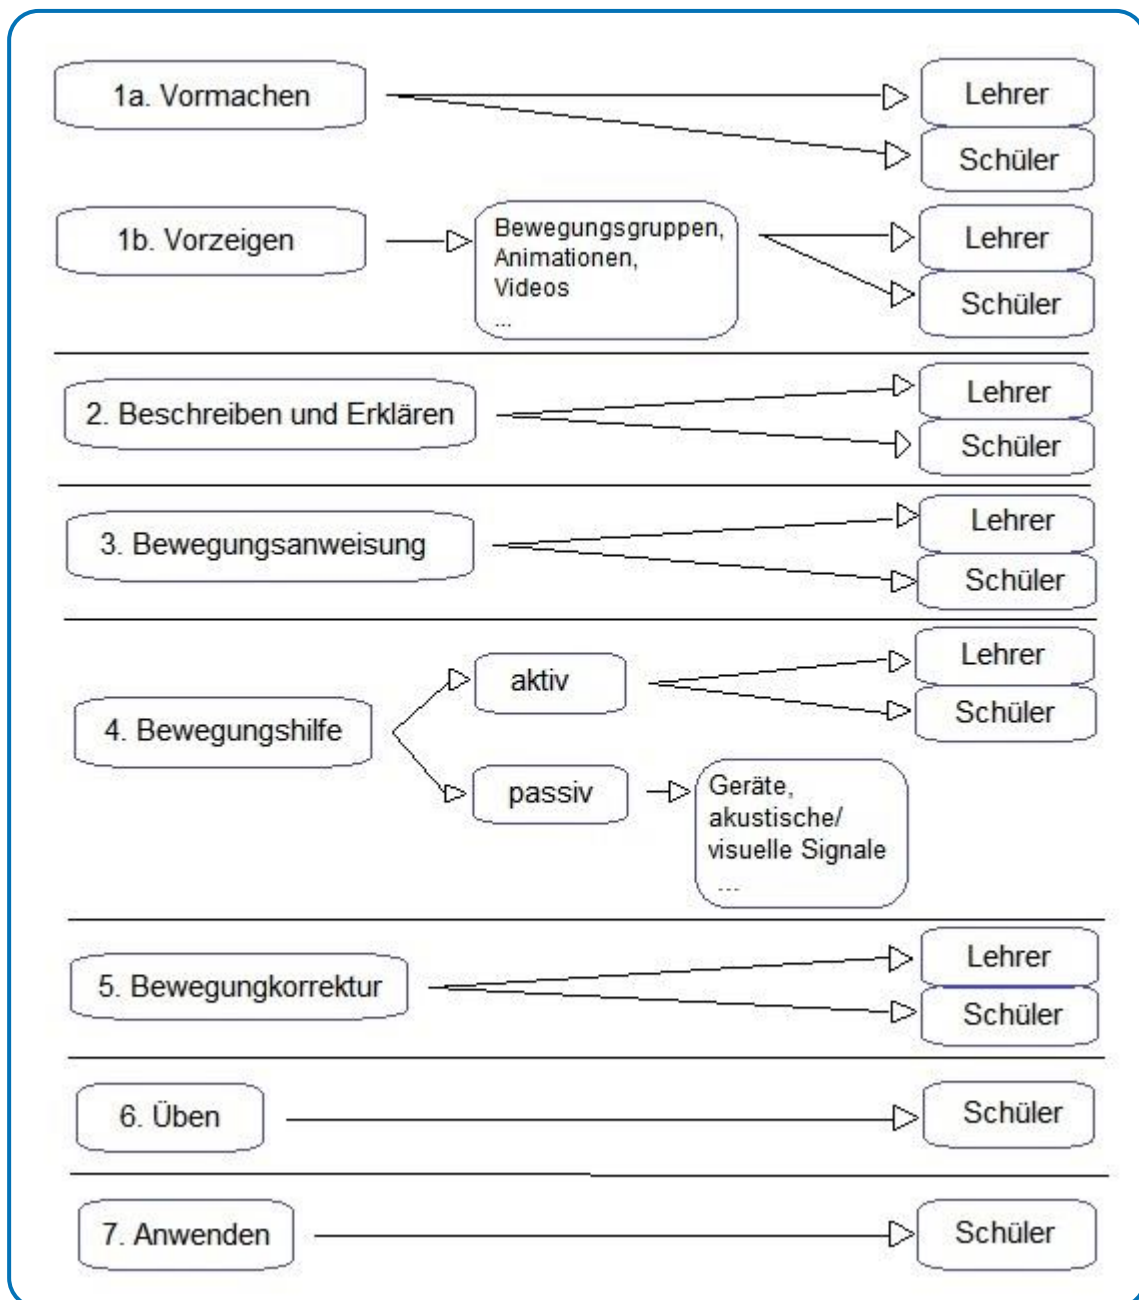 1a. Vormachen
Lehrer
Schüler
1b. Vorzeigen
Bewegungsgruppen,
Animationen,
Videos
...
Lehrer
Schüler
2. Beschreiben und Erklären
Lehrer
Schüler
3. Bewegungsanweisung
Lehrer
Schüler
4. Bewegungshilfe
aktiv
Lehrer
Schüler
passiv
Geräte,
akustische/
visuelle Signale
...
5. Bewegungkorrektur
Lehrer
Schüler
6. Üben
Schüler
7. Anwenden
Schüler